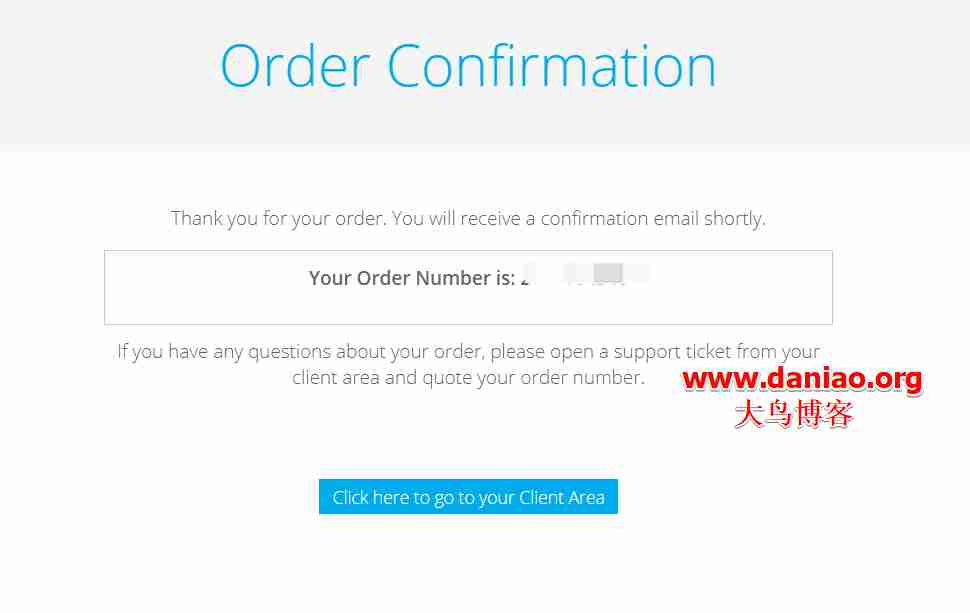 Order Confirmation
Thank you for your order. You will receive a confirmation email shortly.
Your Order Number is:
If you have any questions about your order, please open a support ticket from your
client area and quote your order number.
www.daniao.org
大鸟博客
Click here to go to your Client Area